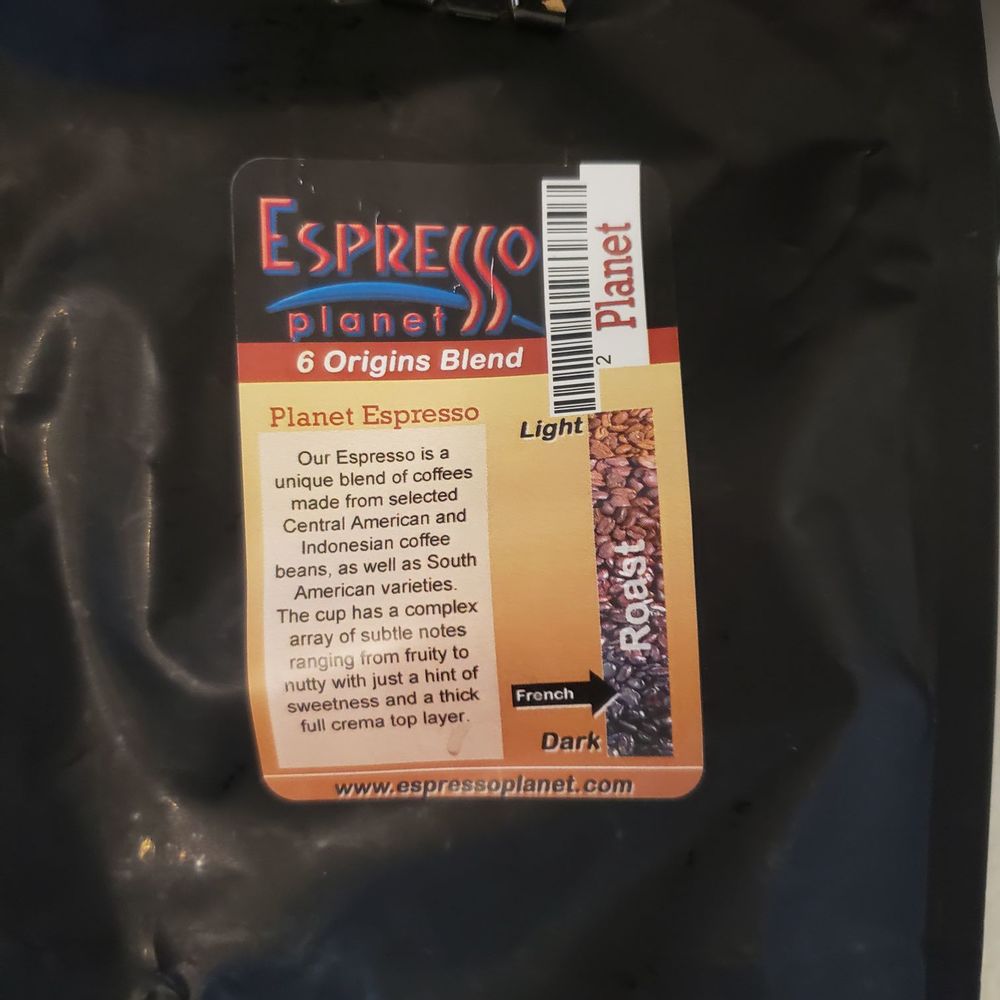 ESPRESSO
planet
2 Planet
6 Origins Blend
Planet Espresso
Our Espresso is a
unique blend of coffees
made from selected
Central American and
Indonesian coffee
beans, as well as South
American varieties.
The cup has a complex
array of subtle notes
ranging from fruity to
nutty with just a hint of
sweetness and a thick
full crema top layer.
Light
Roast
French
Dark
www.espressoplanet.com